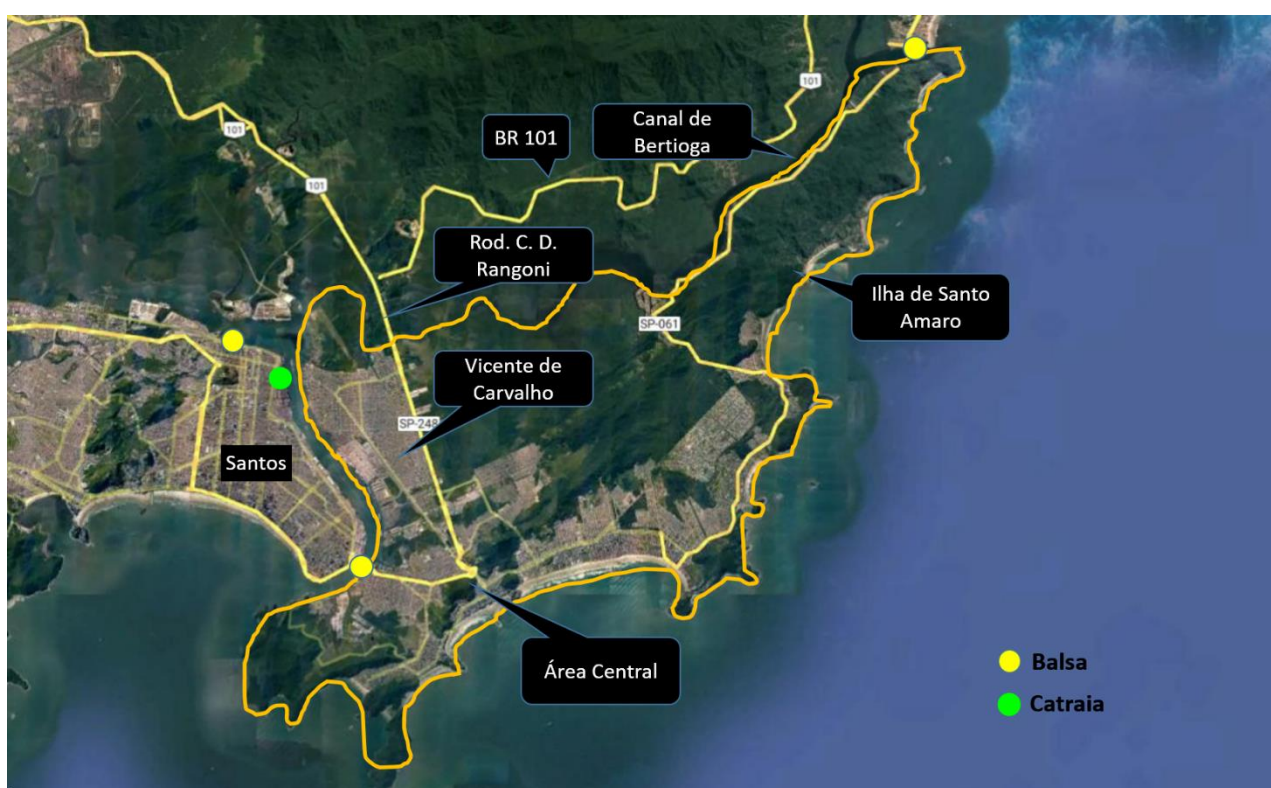 101
BR 101
Canal de
Bertioga
101
101
Rod. C. D.
Rangoni
Ilha de Santo
Amaro
SP-061
Vicente de
Carvalho
SP-248
Santos
Área Central
Balsa
Catraia